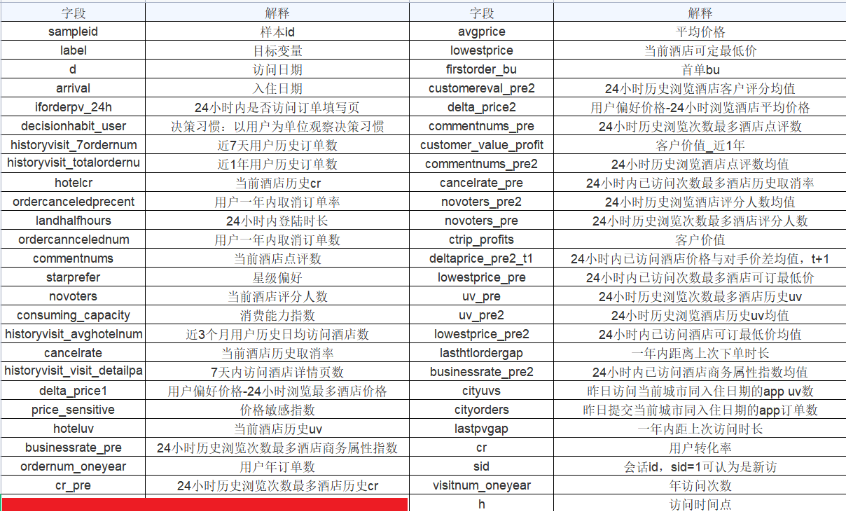 字段 解释 字段 解释
sampleid 样本id avgprice 平均价格
label 目标变量 lowestprice 当前酒店可定最低价
d 访问日期 firstorder_bu 首单bu
arrival 入住日期 customereval_pre2 24小时历史浏览酒店客户评分均值
iforderpv_24h 24小时内是否访问订单填写页 delta_price2 用户偏好价格-24小时浏览酒店平均价格
decisionhabit_user 决策习惯：以用户为单位观察决策习惯 commentnums_pre 24小时历史浏览次数最多酒店点评数
historyvisit_7ordernum 近7天用户历史订单数 customer_value_profit 客户价值_近1年
historyvisit_totalordernu 近1年用户历史订单数 commentnums_pre2 24小时历史浏览酒店点评数均值
hotelcr 当前酒店历史cr cancelrate_pre 24小时内已访问次数最多酒店历史取消率
ordercanceledprecent 用户一年内取消订单率 novoters_pre2 24小时历史浏览酒店评分人数均值
landhalfhours 24小时内登陆时长 novoters_pre 24小时历史浏览次数最多酒店评分人数
ordercanncelednum 用户一年内取消订单数 ctrip_profits 客户价值
commentnums 当前酒店点评数 deltaprice_pre2_t1 24小时内已访问酒店价格与对手价差均值，t+1
starprefer 星级偏好 lowestprice_pre 24小时内已访问次数最多酒店可订最低价
novoters 当前酒店评分人数 uv_pre 24小时历史浏览次数最多酒店历史uv
consuming_capacity 消费能力指数 uv_pre2 24小时历史浏览酒店历史uv均值
historyvisit_avghotelnum 近3个月用户历史日均访问酒店数 lowestprice_pre2 24小时内已访问酒店可订最低价均值
cancelrate 当前酒店历史取消率 lasthtlordergap 一年内距离上次下单时长
historyvisit_visit_detailpa 7天内访问酒店详情页数 businessrate_pre2 24小时内已访问酒店商务属性指数均值
delta_price1 用户偏好价格-24小时浏览最多酒店价格 cityuvs 昨日访问当前城市同入住日期的app uv数
price_sensitive 价格敏感指数 cityorders 昨日提交当前城市同入住日期的app订单数
hoteluv 当前酒店历史uv lastpvgap 一年内距上次访问时长
businessrate_pre 24小时历史浏览次数最多酒店商务属性指数 cr 用户转化率
ordernum_oneyear 用户年订单数 sid 会话id，sid=1可认为是新访
cr_pre 24小时历史浏览次数最多酒店历史cr visitnum_oneyear 年访问次数
h 访问时间点